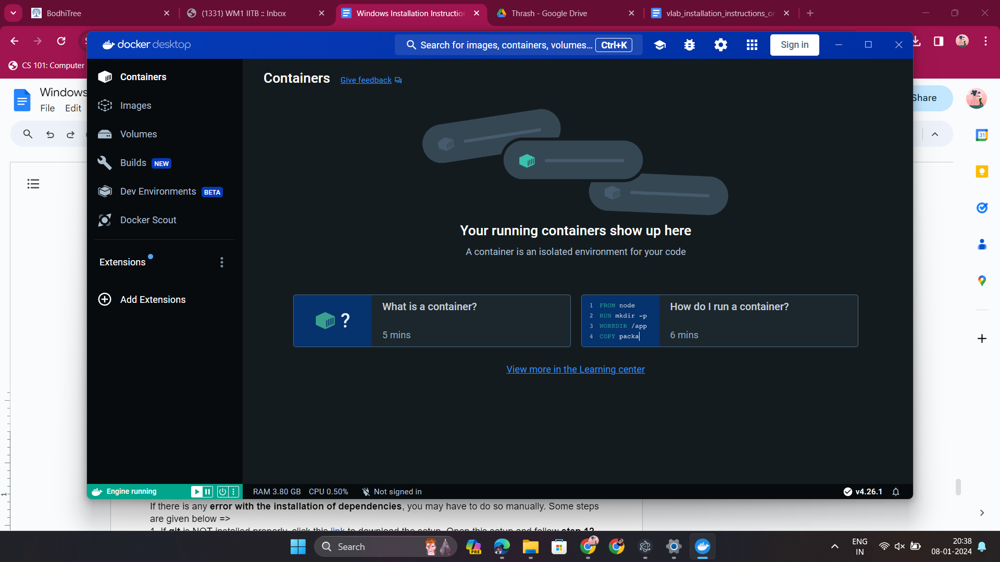 BodhiTree
(1331) WM1 IITB :: Inbox
Windows Installation Instructio
Thrash - Google Drive
vlab_installation_instructions_or
CS 101: Computer
Windows
File Edit
Share
docker desktop
Search for images, containers, volumes... Ctrl+K
Sign in
Containers
Images
Volumes
Builds NEW
Dev Environments BETA
Docker Scout
Extensions
Add Extensions
Containers Give feedback
Your running containers show up here
A container is an isolated environment for your code
?
What is a container?
5 mins
1 FROM node
2 RUN mkdir -p
3 WORKDIR /app
4 COPY packa
How do I run a container?
6 mins
View more in the Learning center
Engine running
RAM 3.80 GB CPU 0.50% Not signed in
v4.26.1
31
1
If there is any error with the installation of dependencies, you may have to do so manually. Some steps
are given below =>
1. If git is NOT installed properly, click this link to download the setup. Open this setup and follow step 12
Search
PRE
ENG
IN
20:38
08-01-2024